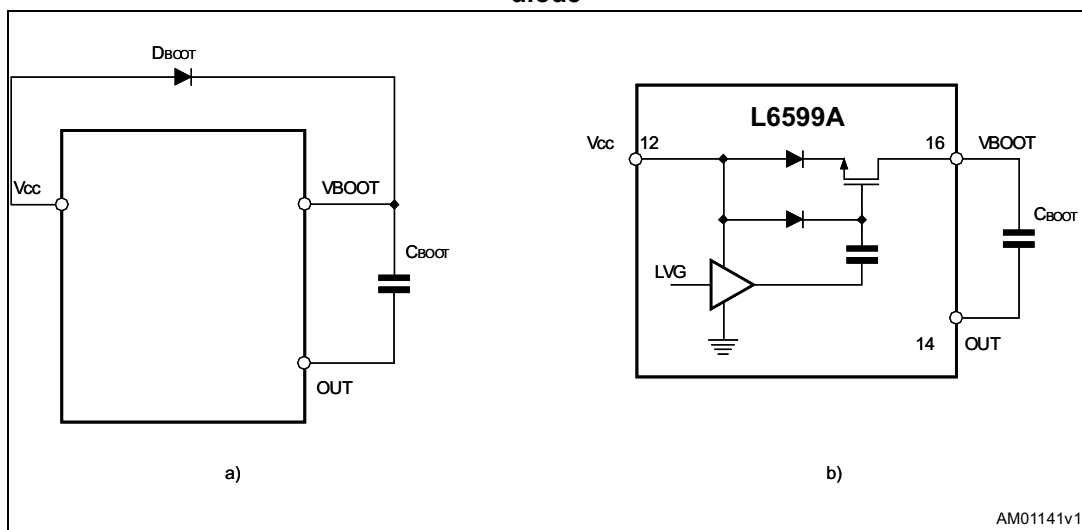 diode
DBOOT
Vcc
VBOOT
CBOOT
OUT
a)
L6599A
Vcc 12
16 VBOOT
CBOOT
LVG
14 OUT
b)
AM01141v1